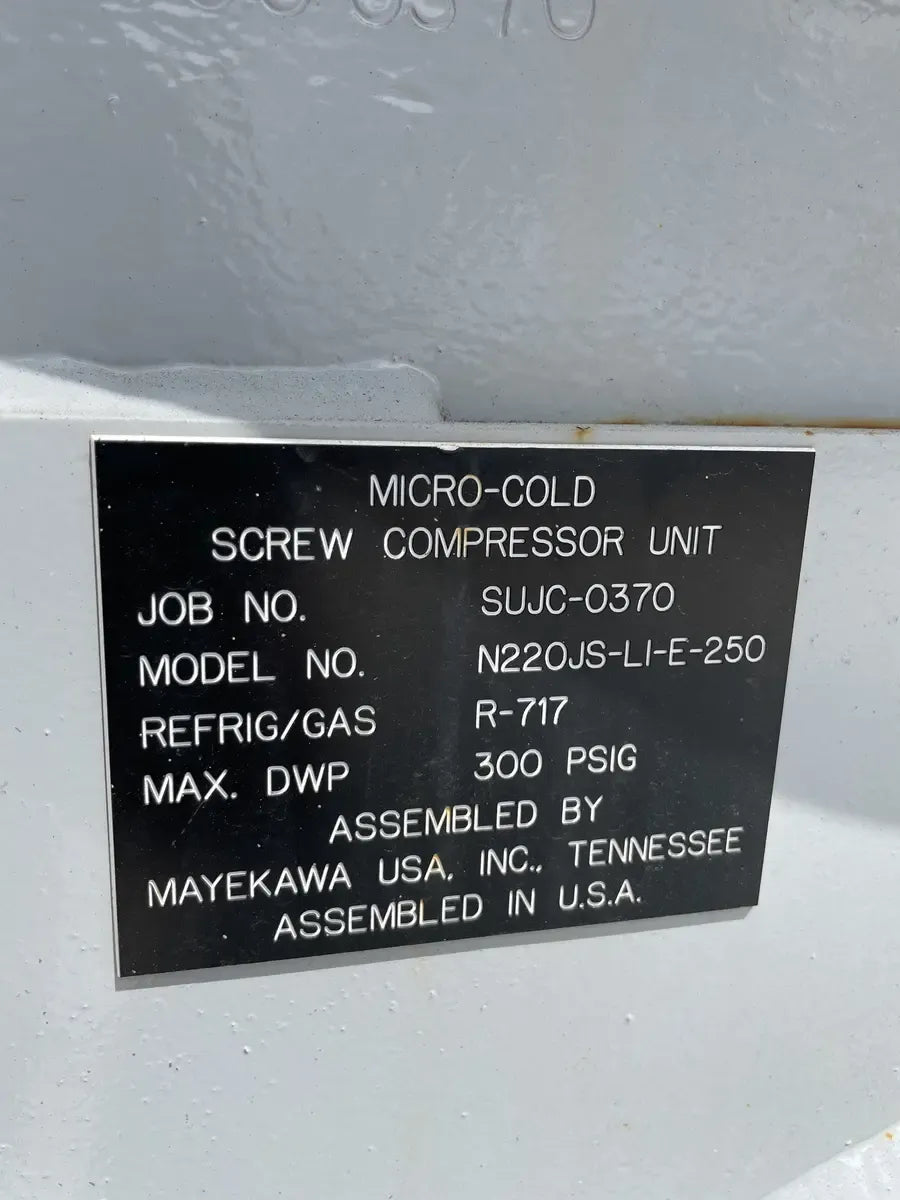 MICRO-COLD
SCREW COMPRESSOR UNIT
JOB NO. SUJC-0370
MODEL NO. N220JS-LI-E-250
REFRIG/GAS R-717
MAX. DWP 300 PSIG
ASSEMBLED BY
MAYEKAWA USA, INC., TENNESSEE
ASSEMBLED IN U.S.A.